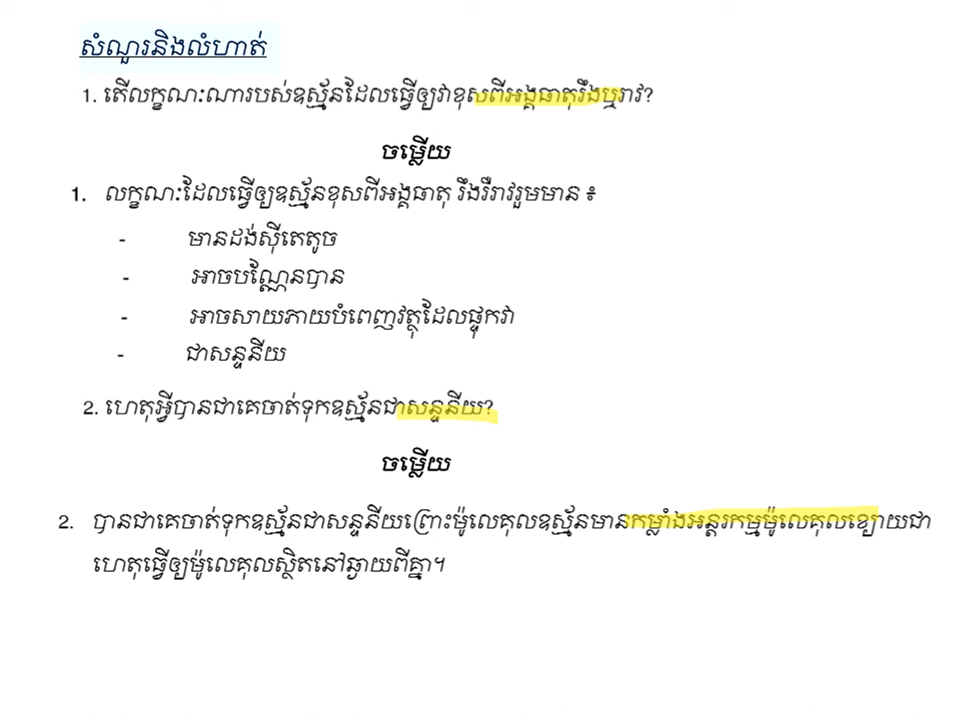 សំណួរនិងលំហាត់
1. តើលក្ខណៈណារបស់ឧស្ម័នដែលធ្វើឲ្យវាខុសពីអង្គធាតុរឹងឬរាវ?
ចម្លើយ
1. លក្ខណៈដែលធ្វើឲ្យឧស្ម័នខុសពីអង្គធាតុ រឹងរឺរាវរួមមាន ៖
- មានដង់ស៊ីតេតូច
- អាចបណ្ណែនបាន
- អាចសាយភាយបំពេញវត្ថុដែលផ្ទុកវា
- ជាសន្ទនីយ
2. ហេតុអ្វីបានជាគេចាត់ទុកឧស្ម័នជាសន្ទនីយ?
ចម្លើយ
2. បានជាគេចាត់ទុកឧស្ម័នជាសន្ទនីយព្រោះម៉ូលេគុលឧស្ម័នមានកម្លាំងអន្តរកម្មម៉ូលេគុលខ្សោយជា
ហេតុធ្វើឲ្យម៉ូលេគុលស្ថិតនៅឆ្ងាយពីគ្នា។